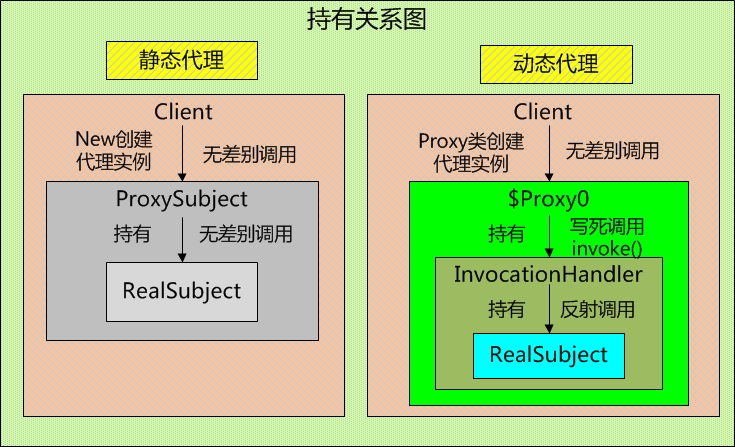 持有关系图
静态代理
Client
New创建
代理实例
无差别调用
ProxySubject
持有
无差别调用
RealSubject
动态代理
Client
Proxy类创建
代理实例
无差别调用
$Proxy0
持有
写死调用
invoke()
InvocationHandler
持有
反射调用
RealSubject